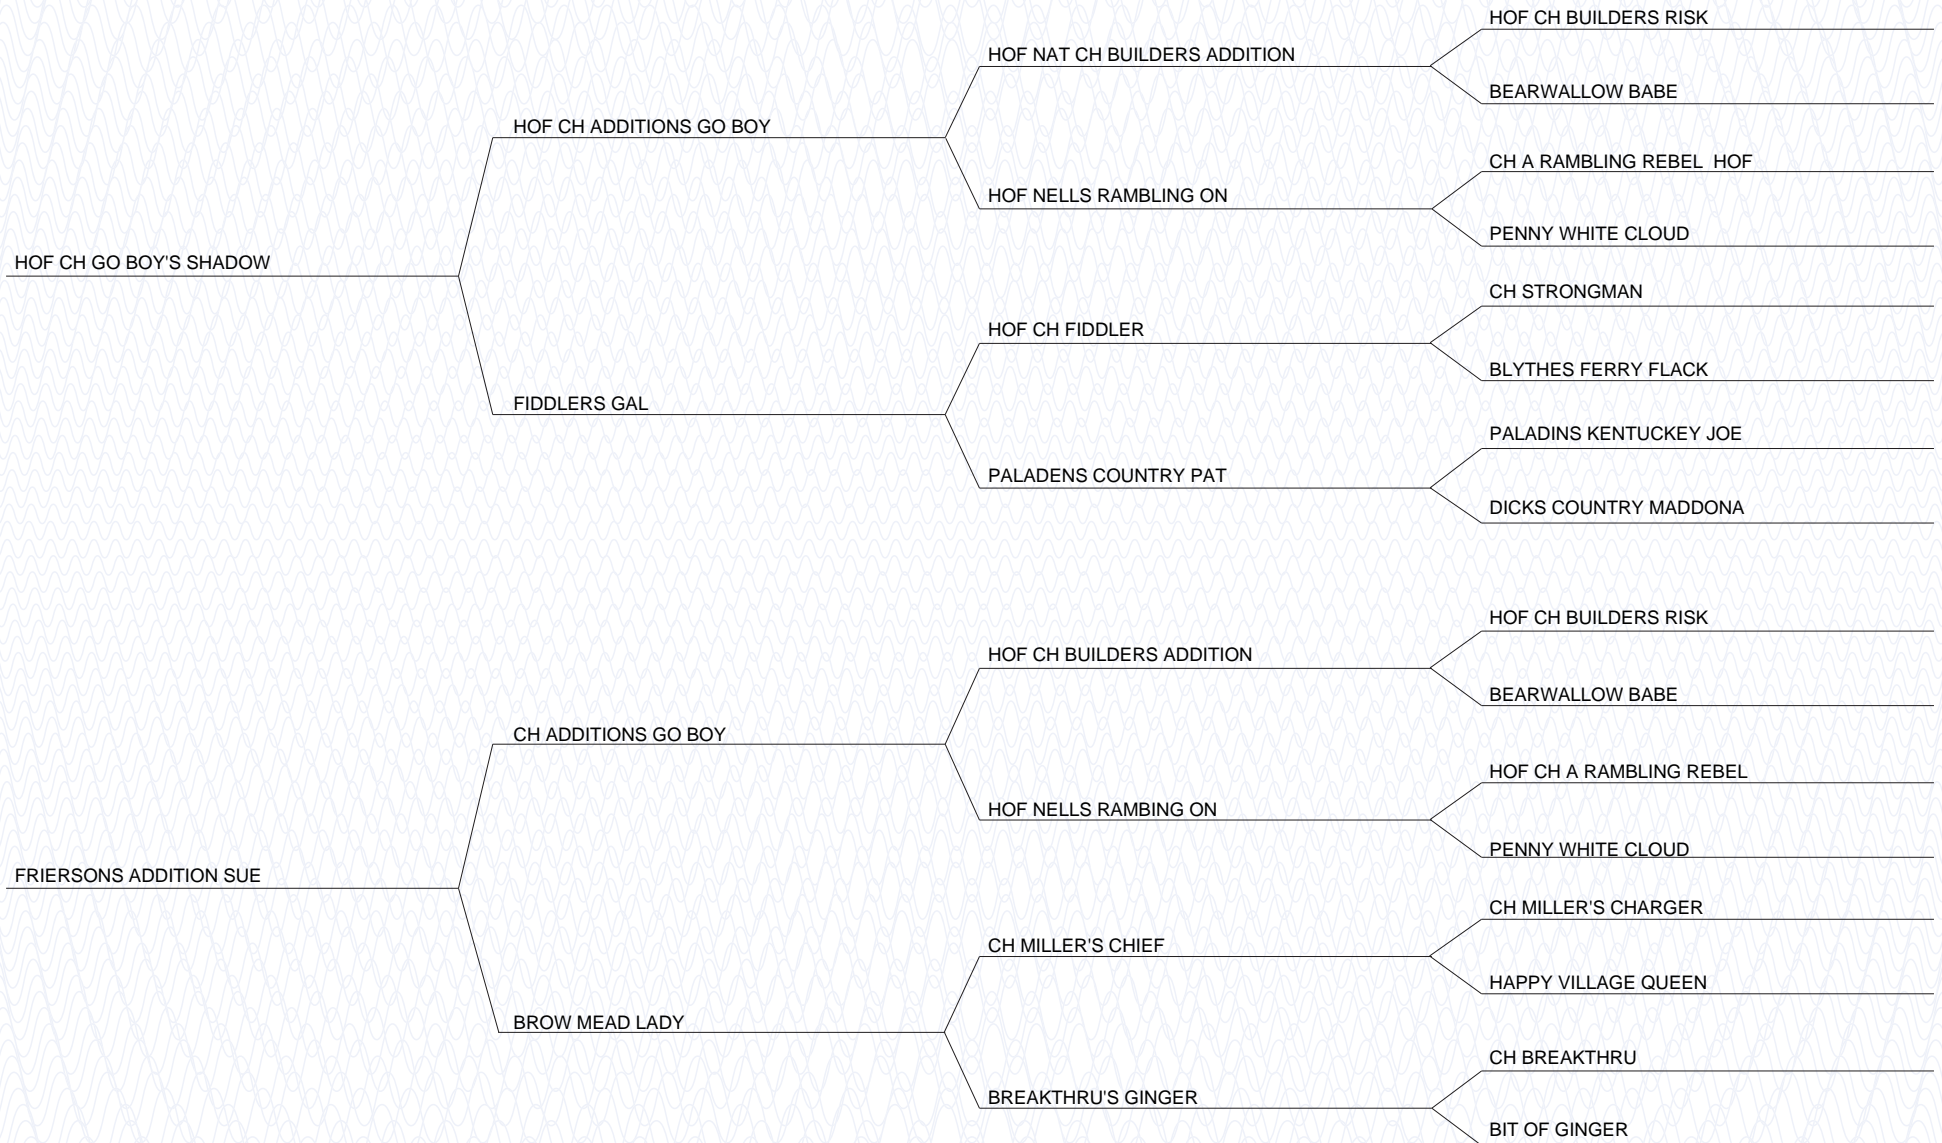 HOF CH BUILDERS RISK
HOF NAT CH BUILDERS ADDITION
BEARWALLOW BABE
HOF CH ADDITIONS GO BOY
CH A RAMBLING REBEL  HOF
HOF NELLS RAMBLING ON
PENNY WHITE CLOUD
HOF CH GO BOY'S SHADOW
CH STRONGMAN
HOF CH FIDDLER
BLYTHES FERRY FLACK
FIDDLERS GAL
PALADINS KENTUCKEY JOE
PALADENS COUNTRY PAT
DICKS COUNTRY MADDONA
HOF CH BUILDERS RISK
HOF CH BUILDERS ADDITION
BEARWALLOW BABE
CH ADDITIONS GO BOY
HOF CH A RAMBLING REBEL
HOF NELLS RAMBING ON
PENNY WHITE CLOUD
FRIERSONS ADDITION SUE
CH MILLER'S CHARGER
CH MILLER'S CHIEF
HAPPY VILLAGE QUEEN
BROW MEAD LADY
CH BREAKTHRU
BREAKTHRU'S GINGER
BIT OF GINGER